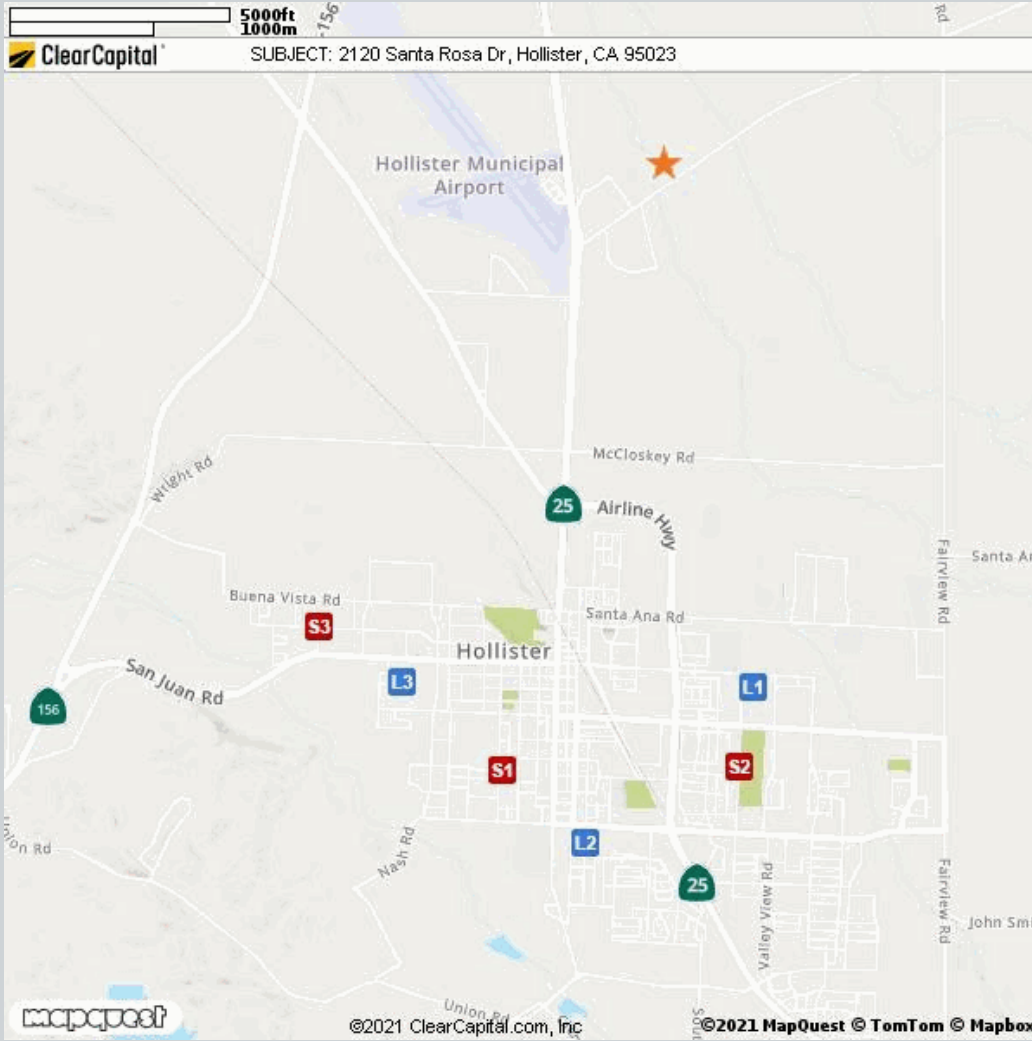 5000ft
1000m
156
Rd
ClearCapital
SUBJECT: 2120 Santa Rosa Dr, Hollister, CA 95023
Hollister Municipal
Airport
McCloskey Rd
Wright Rd
25
Airline Hwy
Fairview Rd
Santa An
Buena Vista Rd
Santa Ana Rd
S3
Hollister
San Juan Rd
L3
L1
156
S1
S2
L2
Union Rd
Nash Rd
25
Valley View Rd
Fairview Rd
John Smi
Union Rd
Sout
mapquest
©2021 ClearCapital.com, Inc
©2021 MapQuest © TomTom © Mapbox